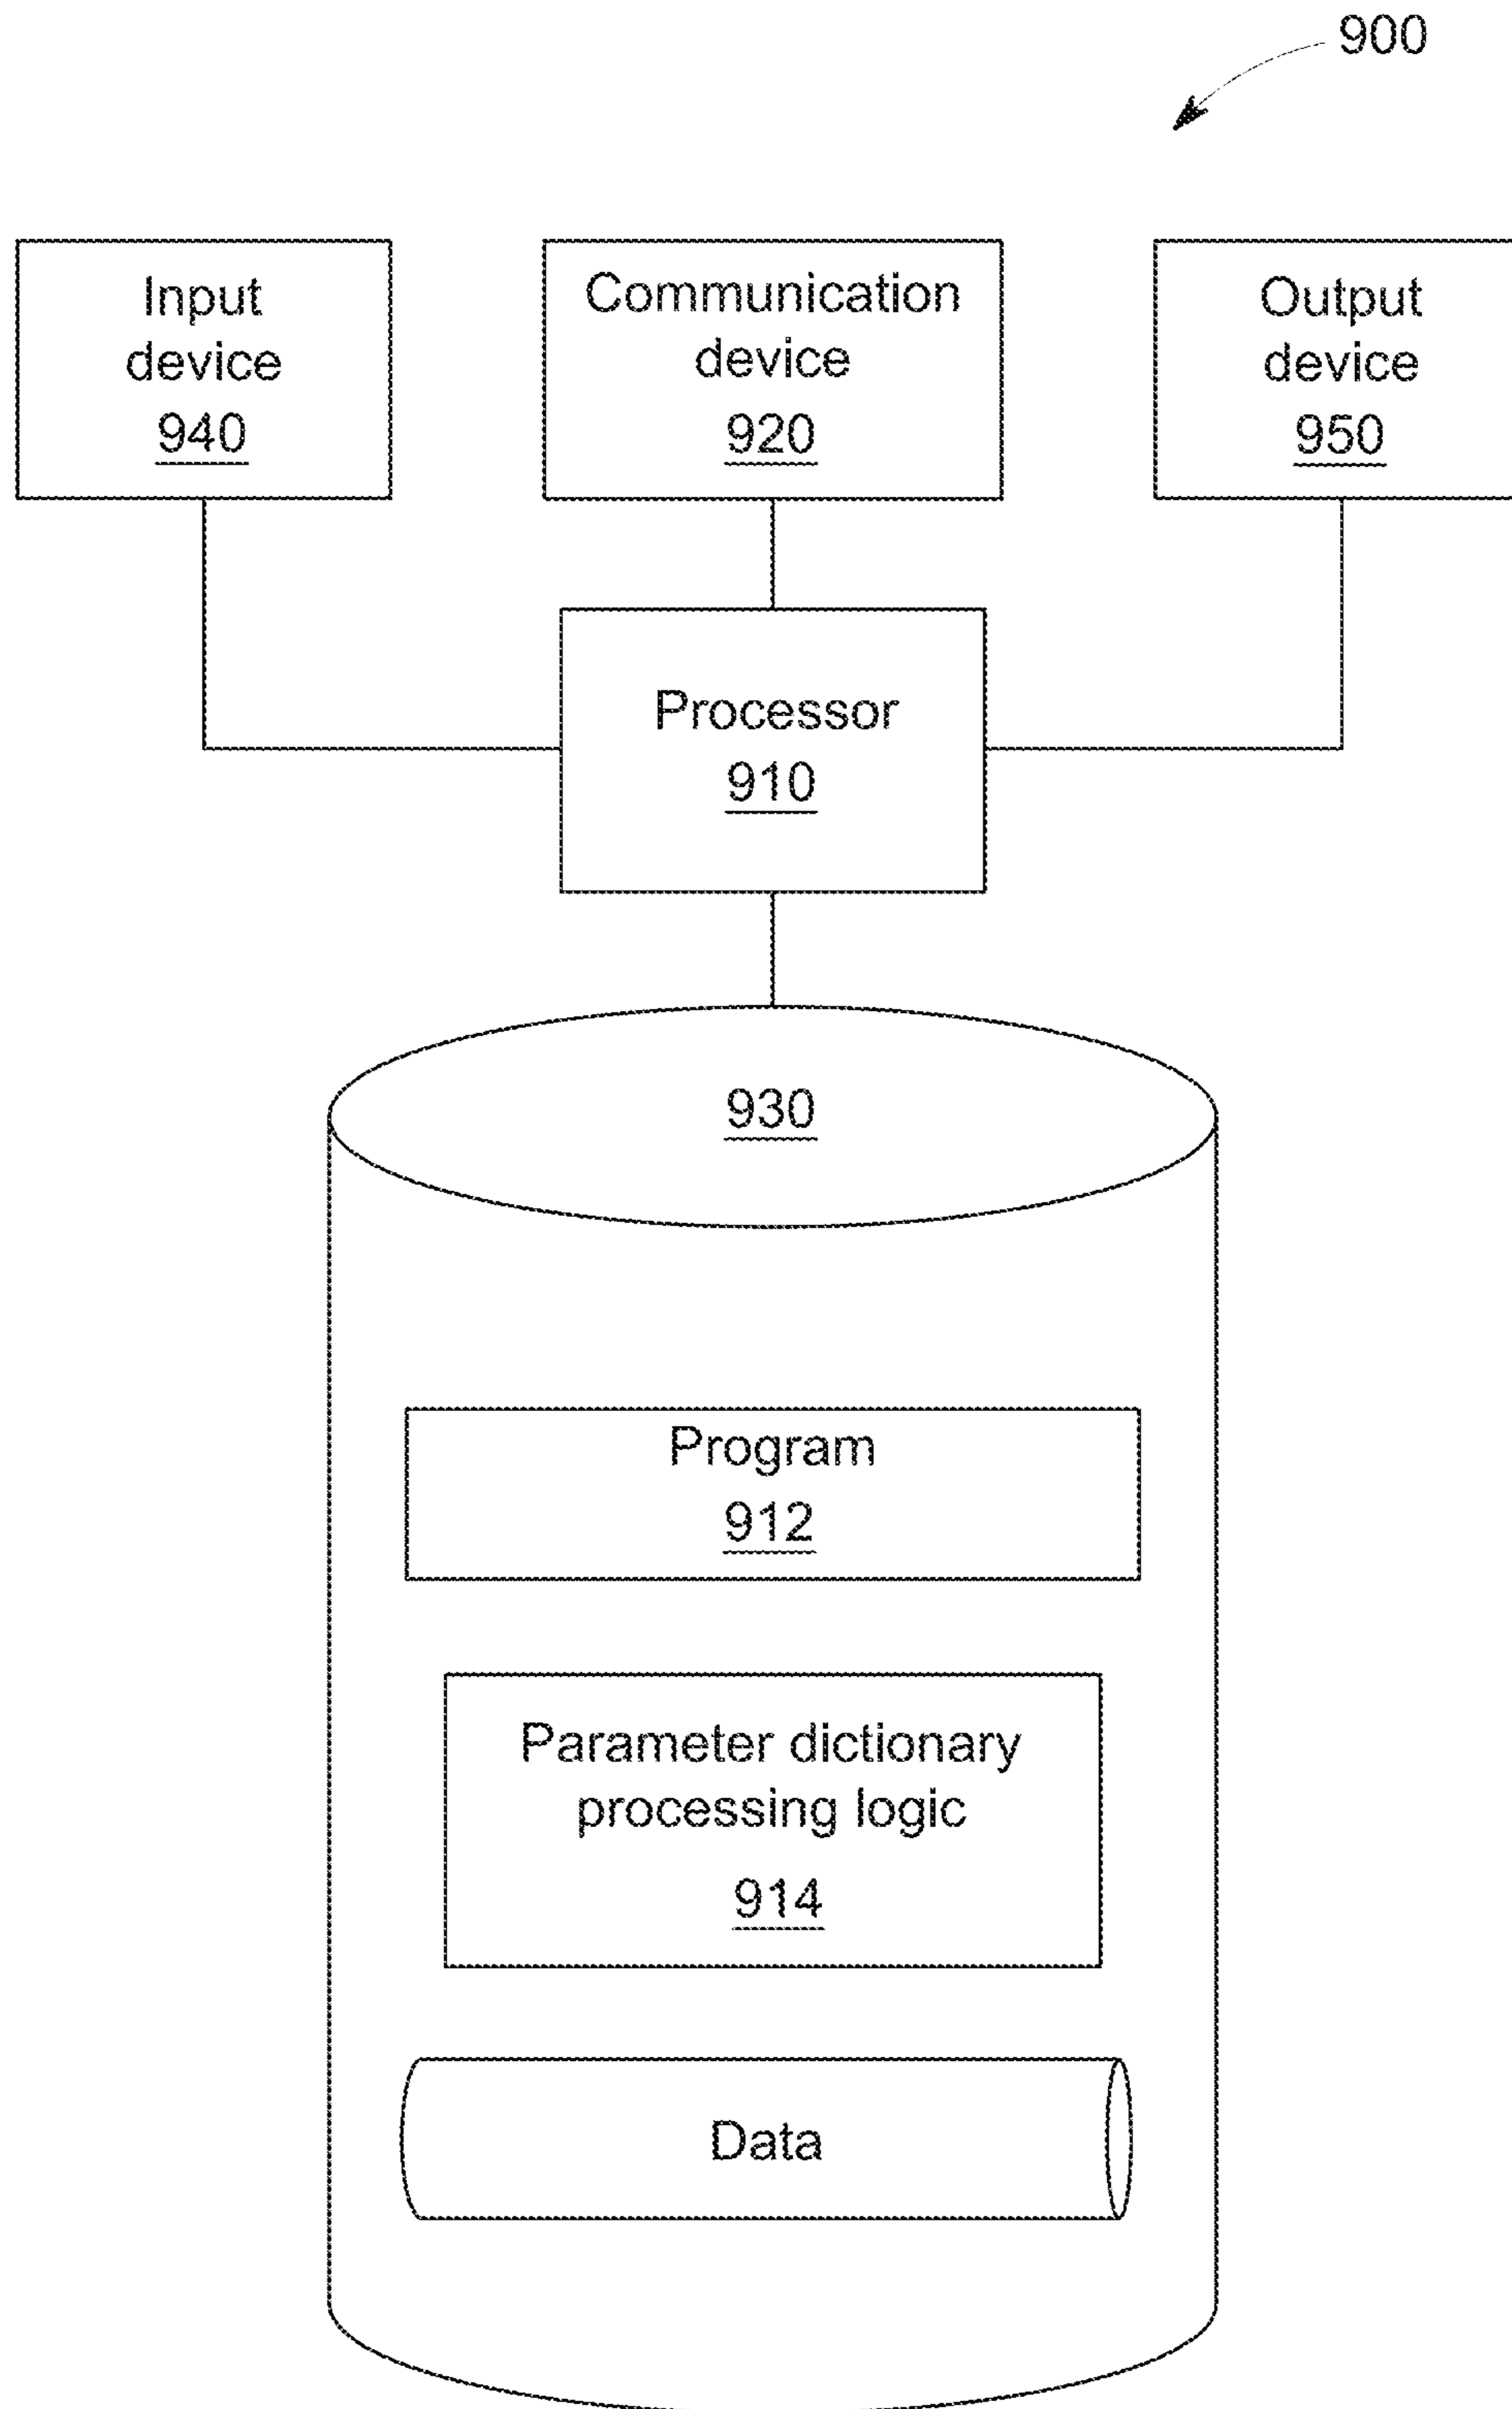 900
Input
device
940
Communication
device
920
Output
device
950
Processor
910
930
Program
912
Parameter dictionary
processing logic
914
Data